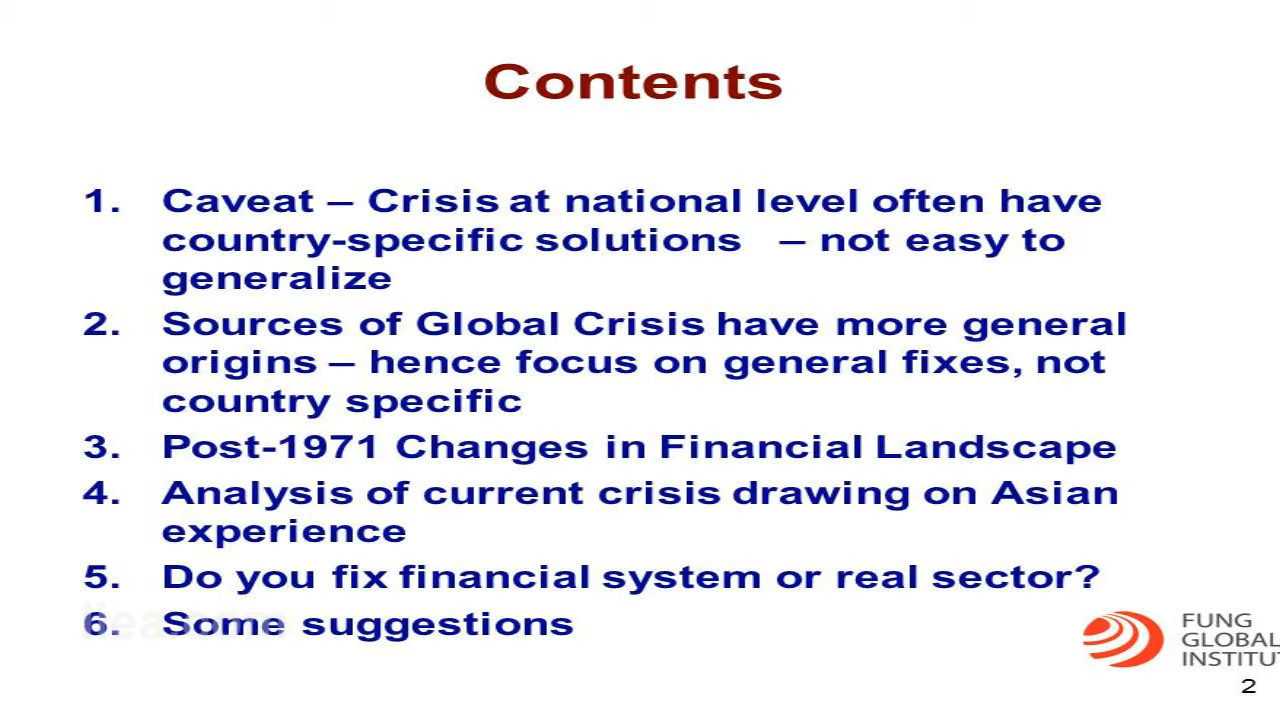 Contents
1. Caveat – Crisis at national level often have
country-specific solutions – not easy to
generalize
2. Sources of Global Crisis have more general
origins – hence focus on general fixes, not
country specific
3. Post-1971 Changes in Financial Landscape
4. Analysis of current crisis drawing on Asian
experience
5. Do you fix financial system or real sector?
6. Some suggestions
FUNG
GLOBAL
2